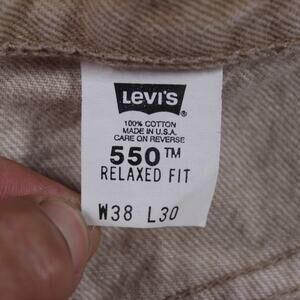 LEVI'S®
100% COTTON
MADE IN U.S.A.
CARE ON REVERSE
550™
RELAXED FIT
W38 L30